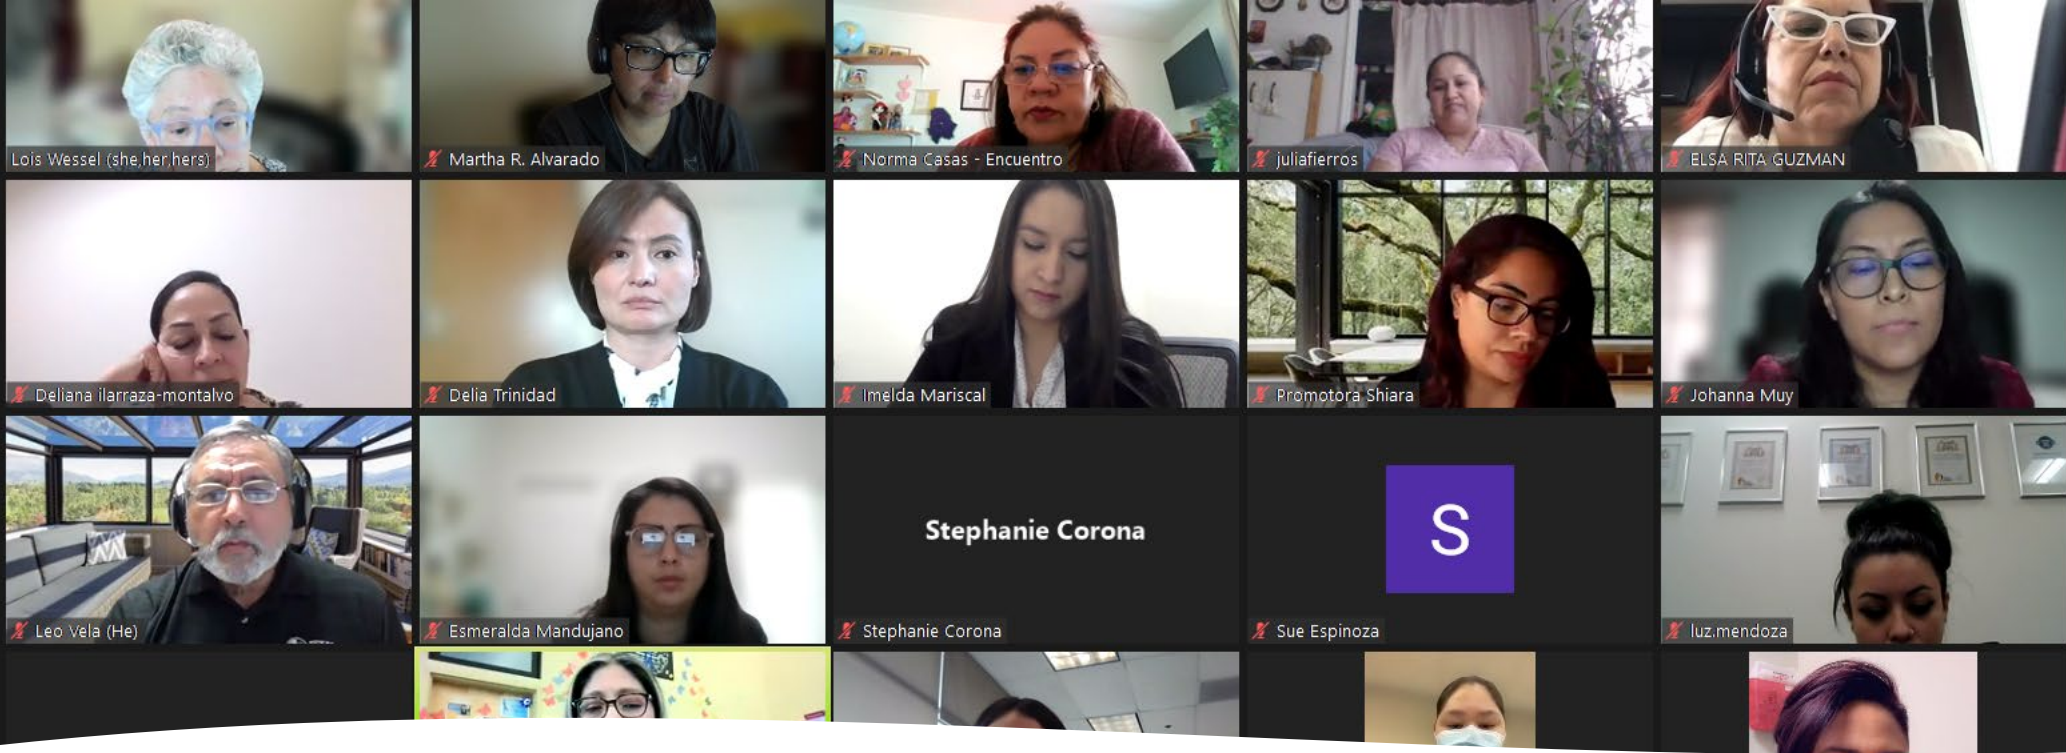 Lois Wessel (she,her,hers)
Martha R. Alvarado
Norma Casas - Encuentro
juliafierros
ELSA RITA GUZMAN
Deliana ilarraza-montalvo
Delia Trinidad
Imelda Mariscal
Promotora Shiara
Johanna Muy
Leo Vela (He)
Esmeralda Mandujano
Stephanie Corona
Stephanie Corona
S
Sue Espinoza
luz.mendoza